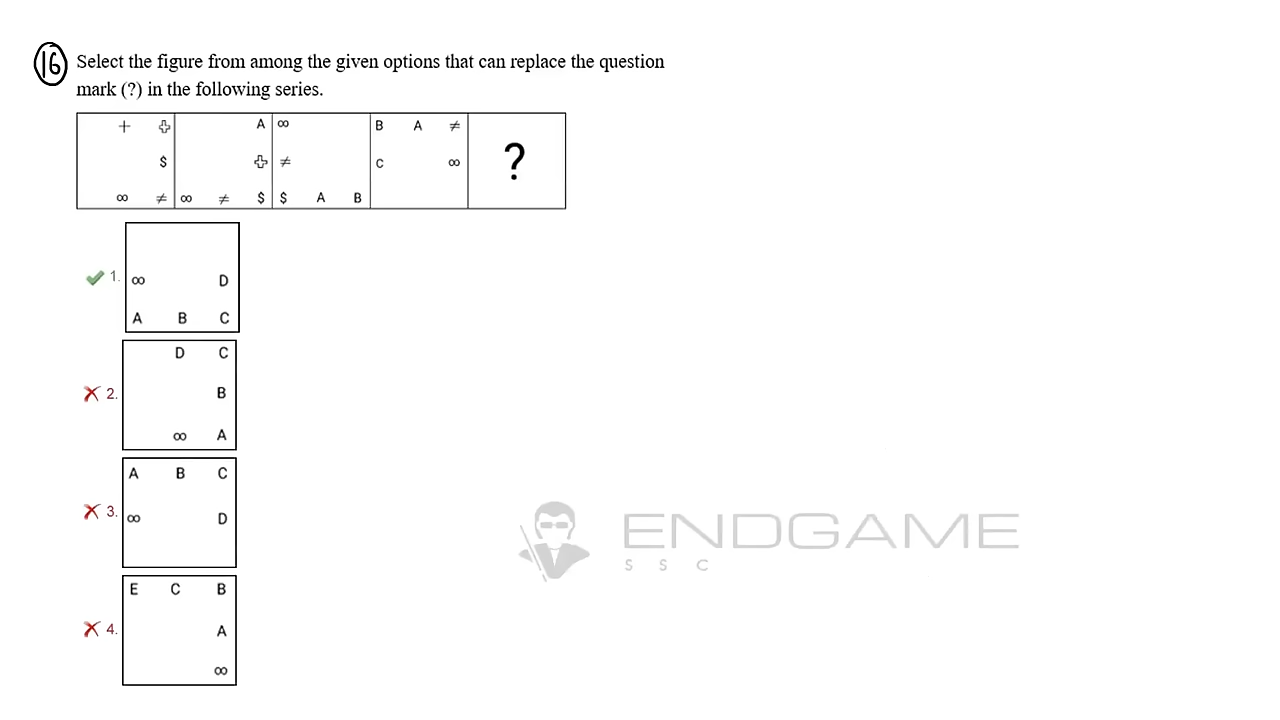 16 Select the figure from among the given options that can replace the question
mark (?) in the following series.
+ ✚ A ∞ B A ≠
$ ✚ ≠ C ∞ ?
∞ ≠ ∞ ≠ $ $ A B
1. ∞ D
A B C
2. D C
B
∞ A
3. A B C
∞ D
4. E C B
A
∞
ENDGAME
S S C